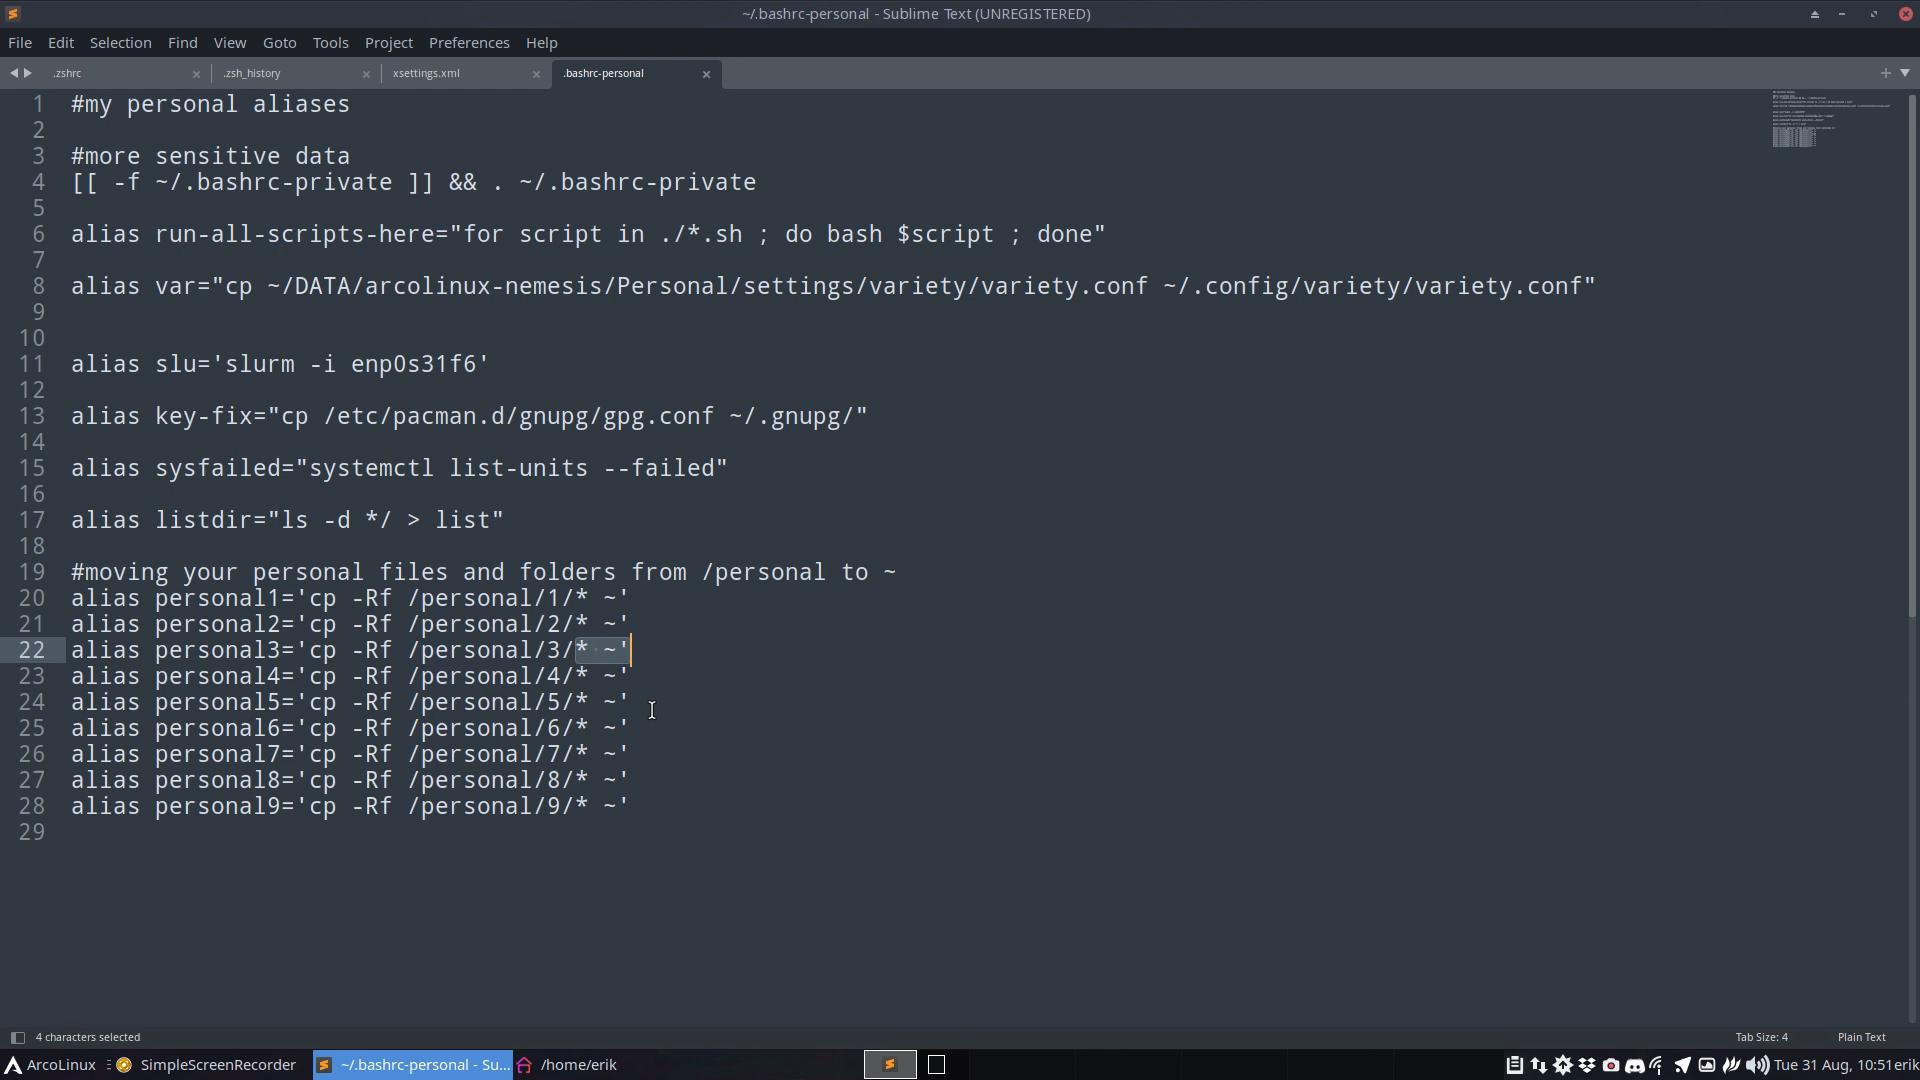 ~/.bashrc-personal - Sublime Text (UNREGISTERED)
File Edit Selection Find View Goto Tools Project Preferences Help
.zshrc .zsh_history xsettings.xml .bashrc-personal
1 #my personal aliases
2
3 #more sensitive data
4 [[ -f ~/.bashrc-private ]] && . ~/.bashrc-private
5
6 alias run-all-scripts-here="for script in ./*.sh ; do bash $script ; done"
7
8 alias var="cp ~/DATA/arcolinux-nemesis/Personal/settings/variety/variety.conf ~/.config/variety/variety.conf"
9
10
11 alias slu='slurm -i enp0s31f6'
12
13 alias key-fix="cp /etc/pacman.d/gnupg/gpg.conf ~/.gnupg/"
14
15 alias sysfailed="systemctl list-units --failed"
16
17 alias listdir="ls -d */ > list"
18
19 #moving your personal files and folders from /personal to ~
20 alias personal1='cp -Rf /personal/1/* ~'
21 alias personal2='cp -Rf /personal/2/* ~'
22 alias personal3='cp -Rf /personal/3/* ~'
23 alias personal4='cp -Rf /personal/4/* ~'
24 alias personal5='cp -Rf /personal/5/* ~'
25 alias personal6='cp -Rf /personal/6/* ~'
26 alias personal7='cp -Rf /personal/7/* ~'
27 alias personal8='cp -Rf /personal/8/* ~'
28 alias personal9='cp -Rf /personal/9/* ~'
29
4 characters selected Tab Size: 4 Plain Text
ArcoLinux SimpleScreenRecorder ~/.bashrc-personal - Su... /home/erik Tue 31 Aug, 10:51 erik